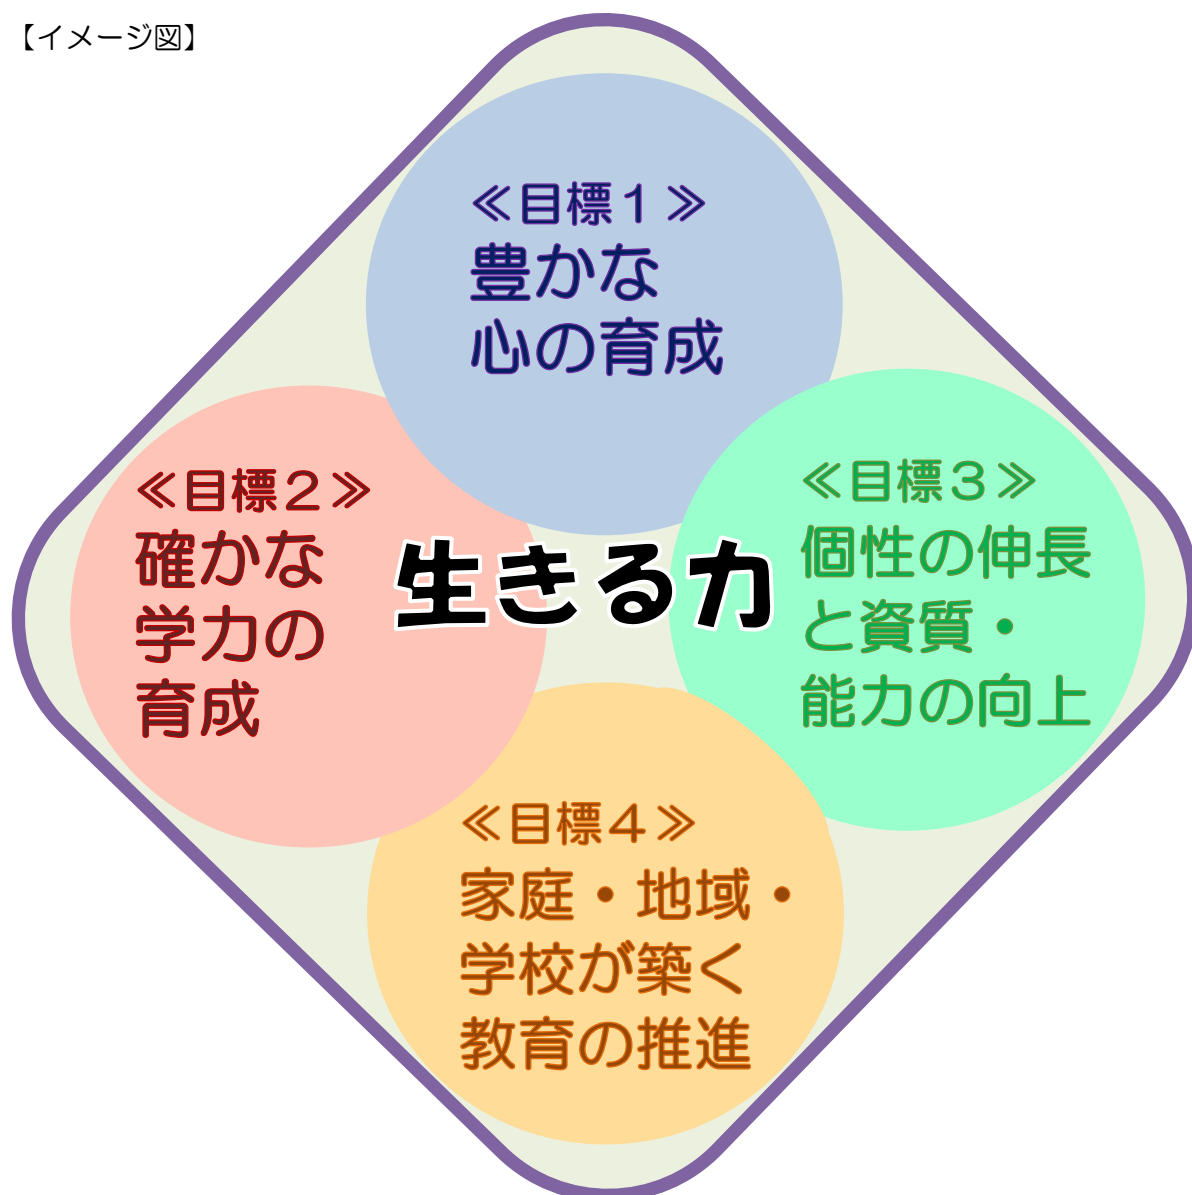 【イメージ図】
≪目標１≫
豊かな
心の育成
≪目標２≫
確かな
学力の
育成
生きる力
≪目標３≫
個性の伸長
と資質・
能力の向上
≪目標４≫
家庭・地域・
学校が築く
教育の推進